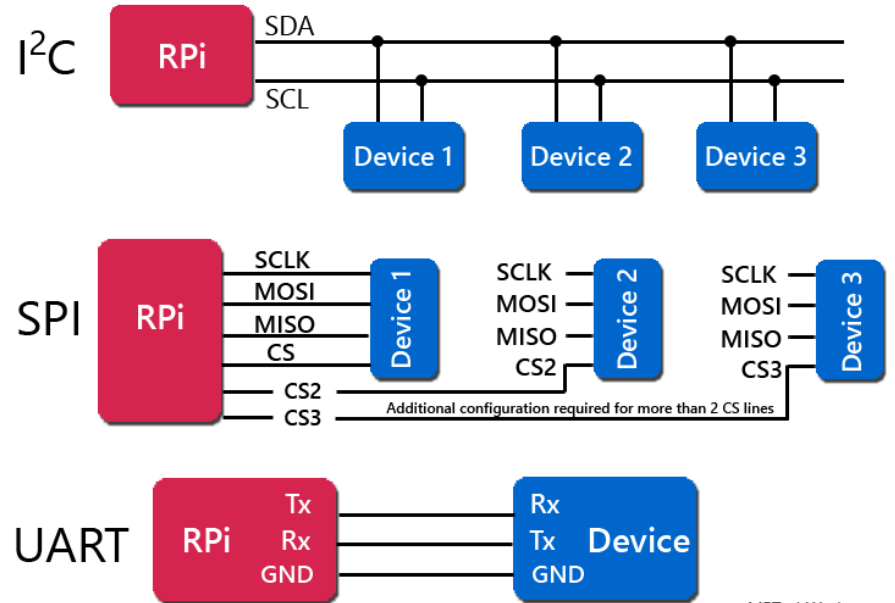 I²C
RPi
SDA
SCL
Device 1
Device 2
Device 3
SPI
RPi
SCLK
MOSI
MISO
CS
CS2
CS3
Device 1
SCLK
MOSI
MISO
CS2
Device 2
SCLK
MOSI
MISO
CS3
Device 3
Additional configuration required for more than 2 CS lines
UART
RPi
Tx
Rx
GND
Rx
Tx
GND
Device